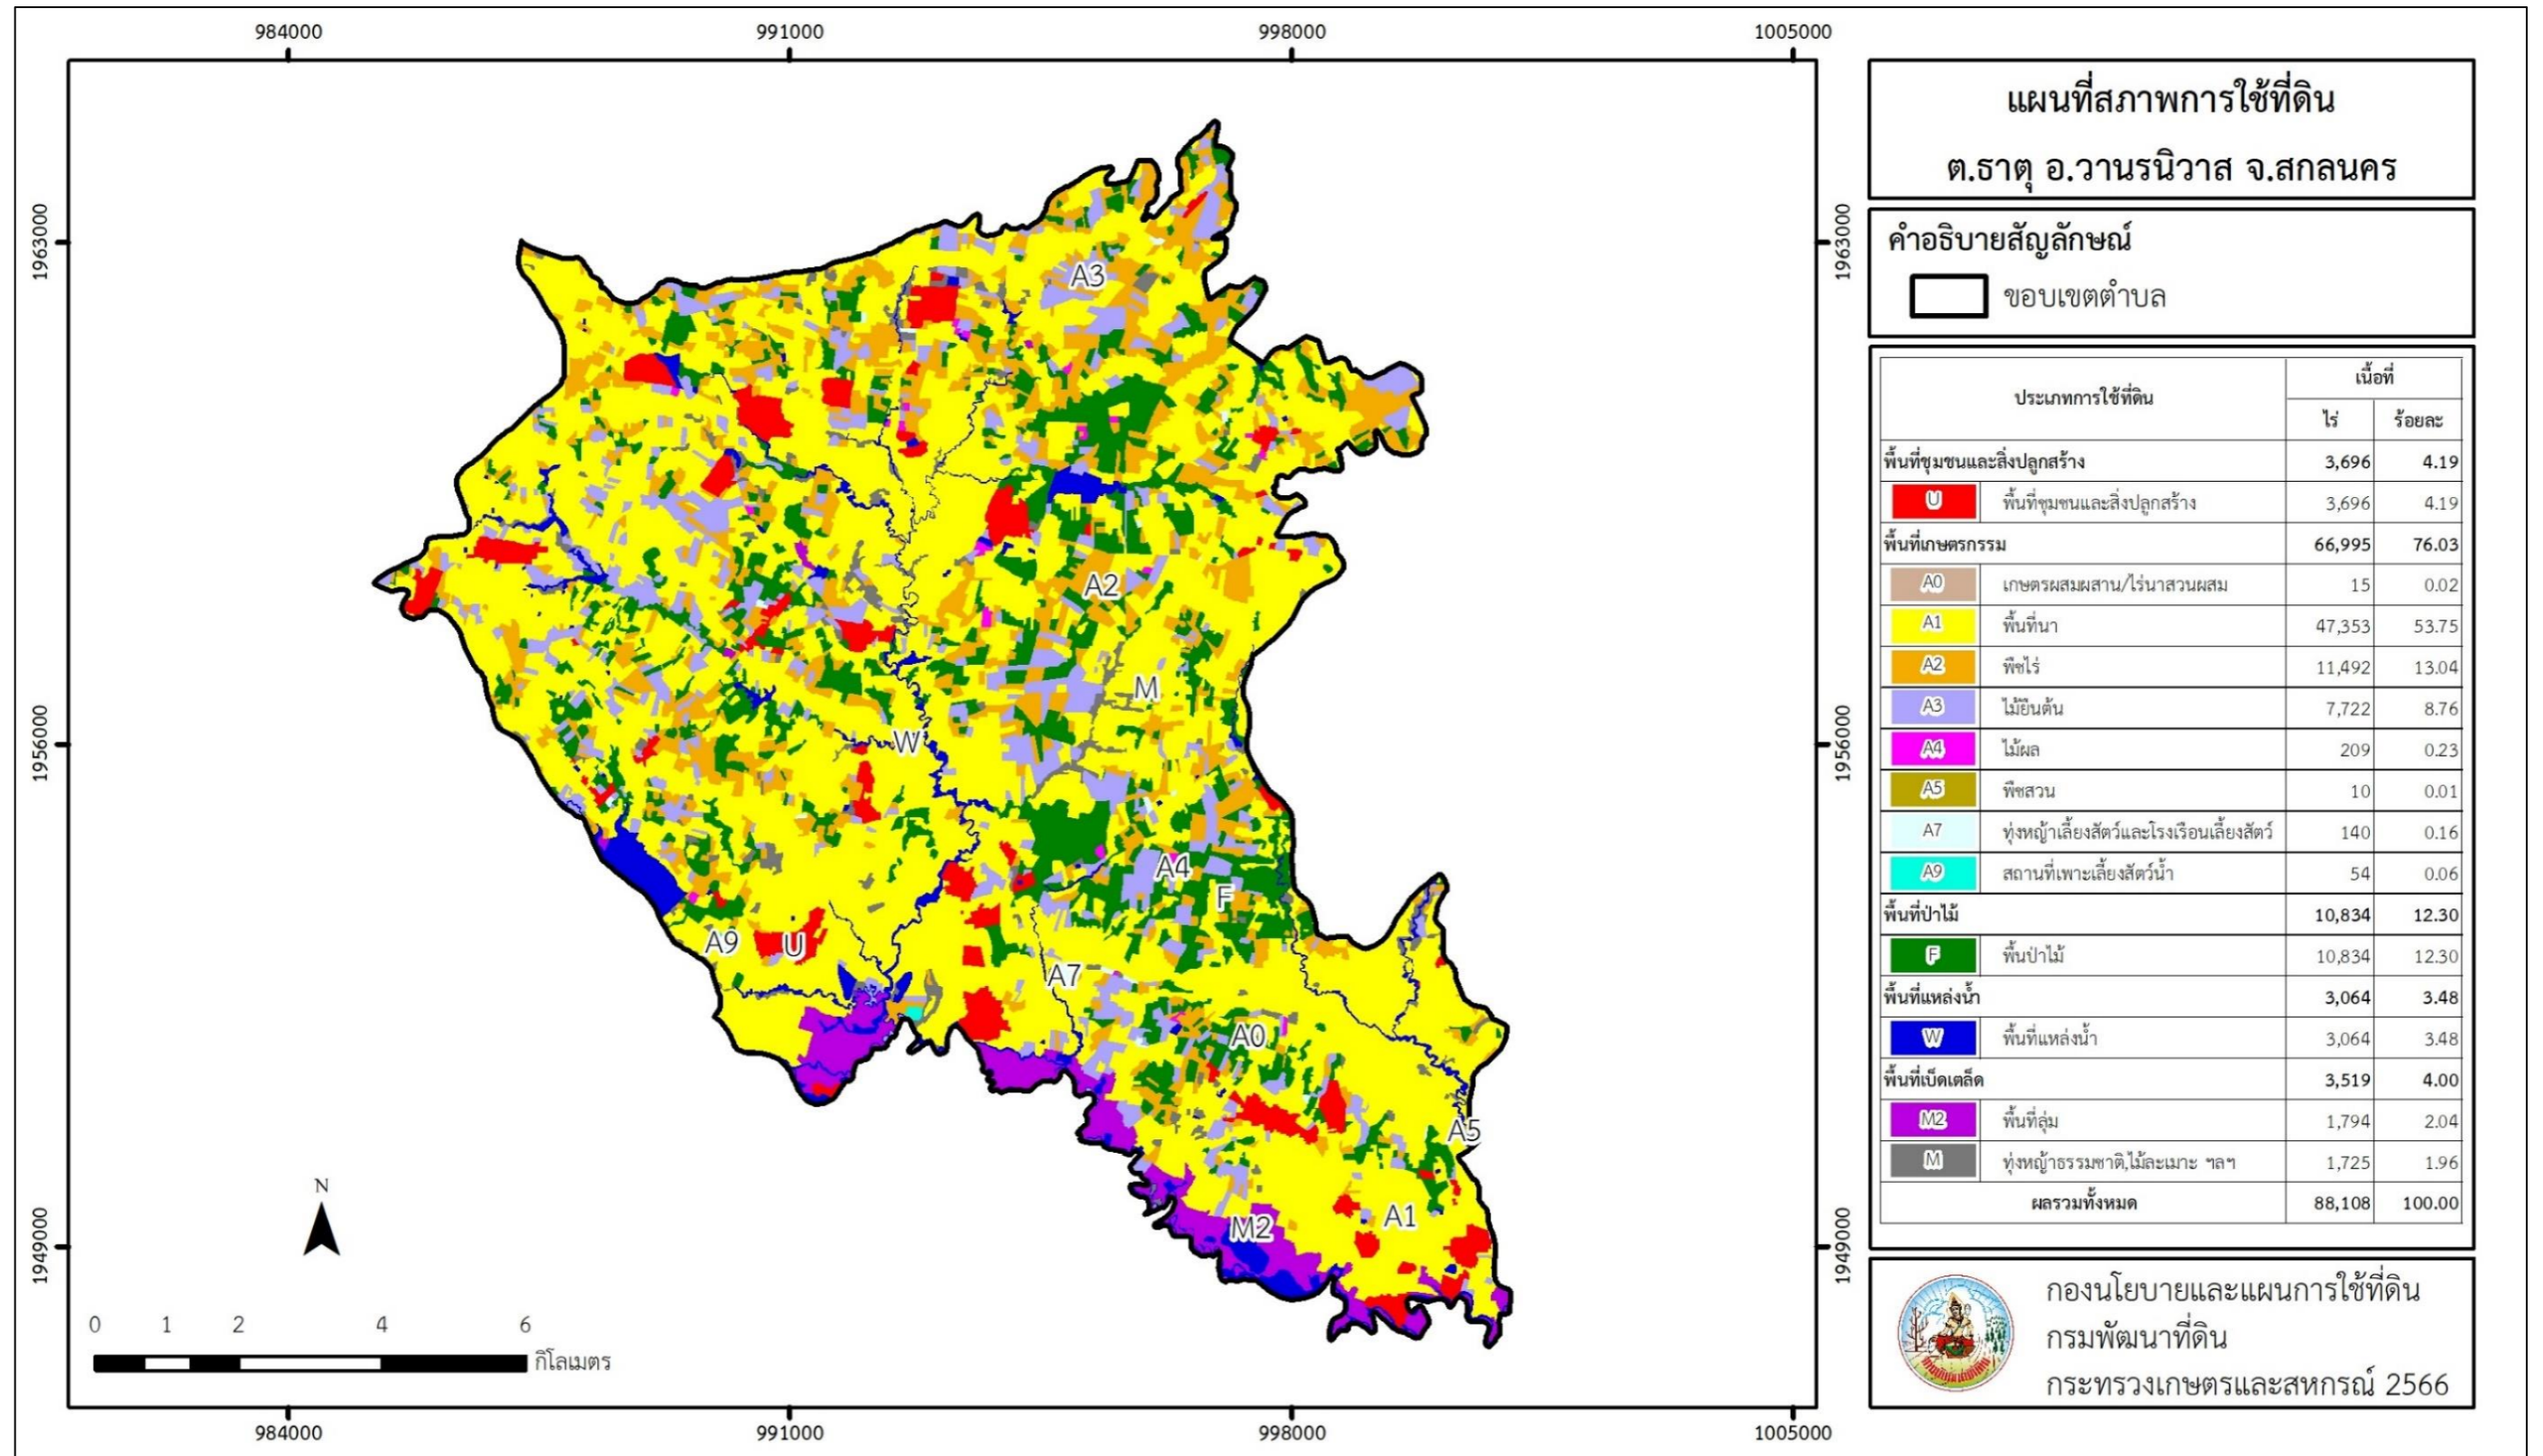 984000 991000 998000 1005000
1963000
1956000
1949000
1963000
1956000
1949000
A3
A2
M
W
A4
F
A9
U
A7
A0
A5
A1
M2
N
0 1 2 4 6
กิโลเมตร
984000 991000 998000 1005000
แผนที่สภาพการใช้ที่ดิน
ต.ธาตุ อ.วานรนิวาส จ.สกลนคร
คำอธิบายสัญลักษณ์
ขอบเขตตำบล
ประเภทการใช้ที่ดิน เนื้อที่
ไร่ ร้อยละ
พื้นที่ชุมชนและสิ่งปลูกสร้าง 3,696 4.19
U พื้นที่ชุมชนและสิ่งปลูกสร้าง 3,696 4.19
พื้นที่เกษตรกรรม 66,995 76.03
A0 เกษตรผสมผสาน/ไร่นาสวนผสม 15 0.02
A1 พื้นที่นา 47,353 53.75
A2 พืชไร่ 11,492 13.04
A3 ไม้ยืนต้น 7,722 8.76
A4 ไม้ผล 209 0.23
A5 พืชสวน 10 0.01
A7 ทุ่งหญ้าเลี้ยงสัตว์และโรงเรือนเลี้ยงสัตว์ 140 0.16
A9 สถานที่เพาะเลี้ยงสัตว์น้ำ 54 0.06
พื้นที่ป่าไม้ 10,834 12.30
F พื้นป่าไม้ 10,834 12.30
พื้นที่แหล่งน้ำ 3,064 3.48
W พื้นที่แหล่งน้ำ 3,064 3.48
พื้นที่เบ็ดเตล็ด 3,519 4.00
M2 พื้นที่ลุ่ม 1,794 2.04
M ทุ่งหญ้าธรรมชาติ,ไม้ละเมาะ ฯลฯ 1,725 1.96
ผลรวมทั้งหมด 88,108 100.00
กองนโยบายและแผนการใช้ที่ดิน
กรมพัฒนาที่ดิน
กระทรวงเกษตรและสหกรณ์ 2566